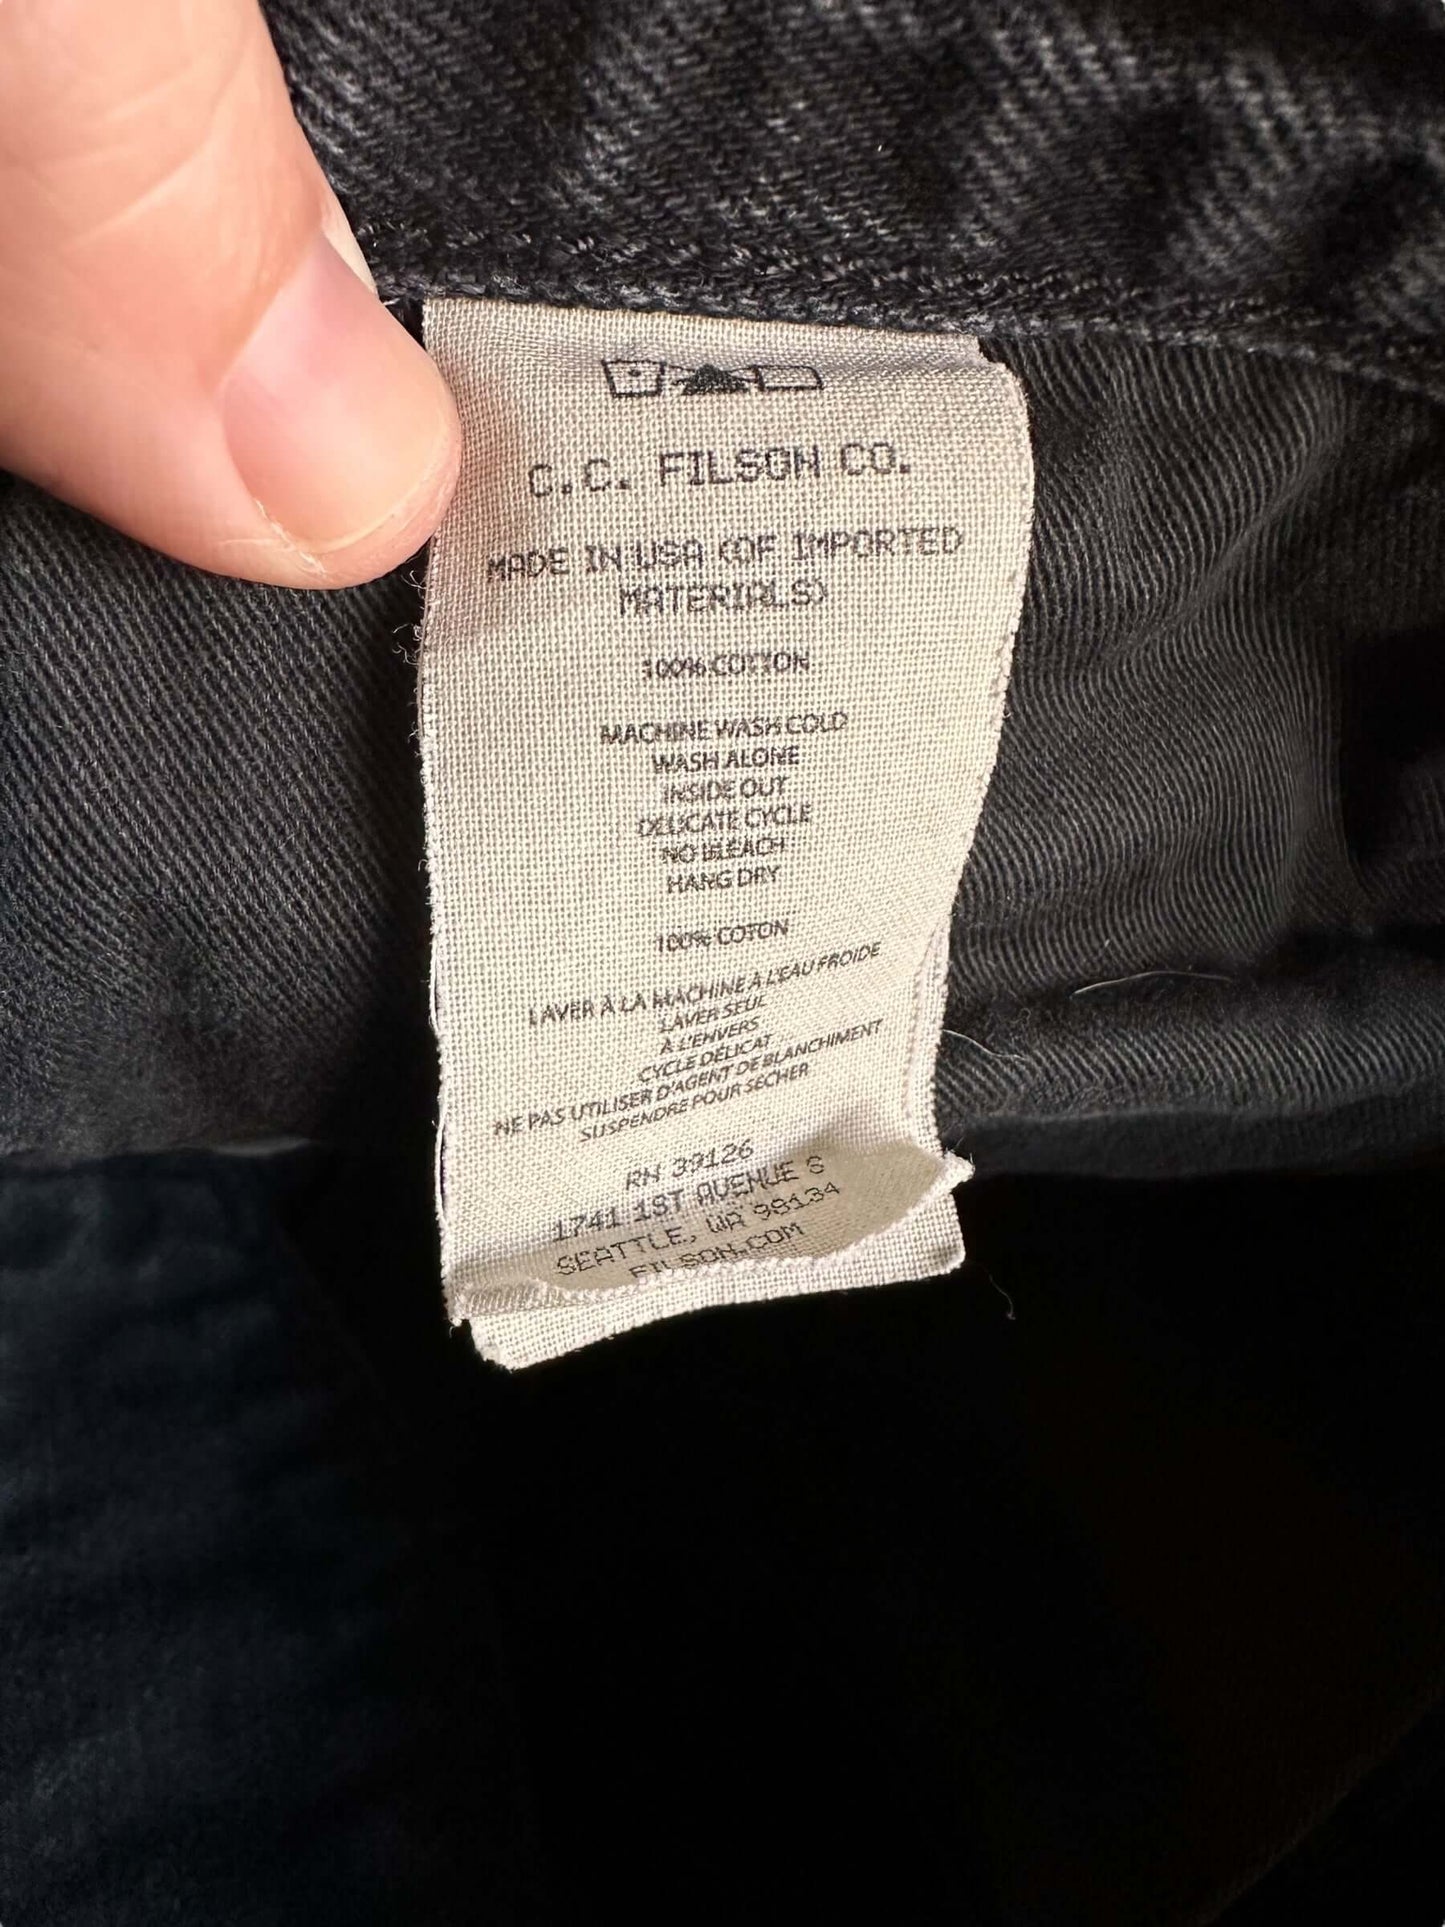 C.C. FILSON CO.
MADE IN USA (OF IMPORTED
MATERIALS)
100% COTTON
MACHINE WASH COLD
WASH ALONE
INSIDE OUT
DELICATE CYCLE
NO BLEACH
HANG DRY
100% COTON
LAVER À LA MACHINE À L'EAU FROIDE
LAVER SEUL
À L'ENVERS
CYCLE DÉLICAT
NE PAS UTILISER D'AGENT DE BLANCHIMENT
SUSPENDRE POUR SÉCHER
RN 39126
1741 1ST AVENUE S
SEATTLE, WA 98134
FILSON.COM